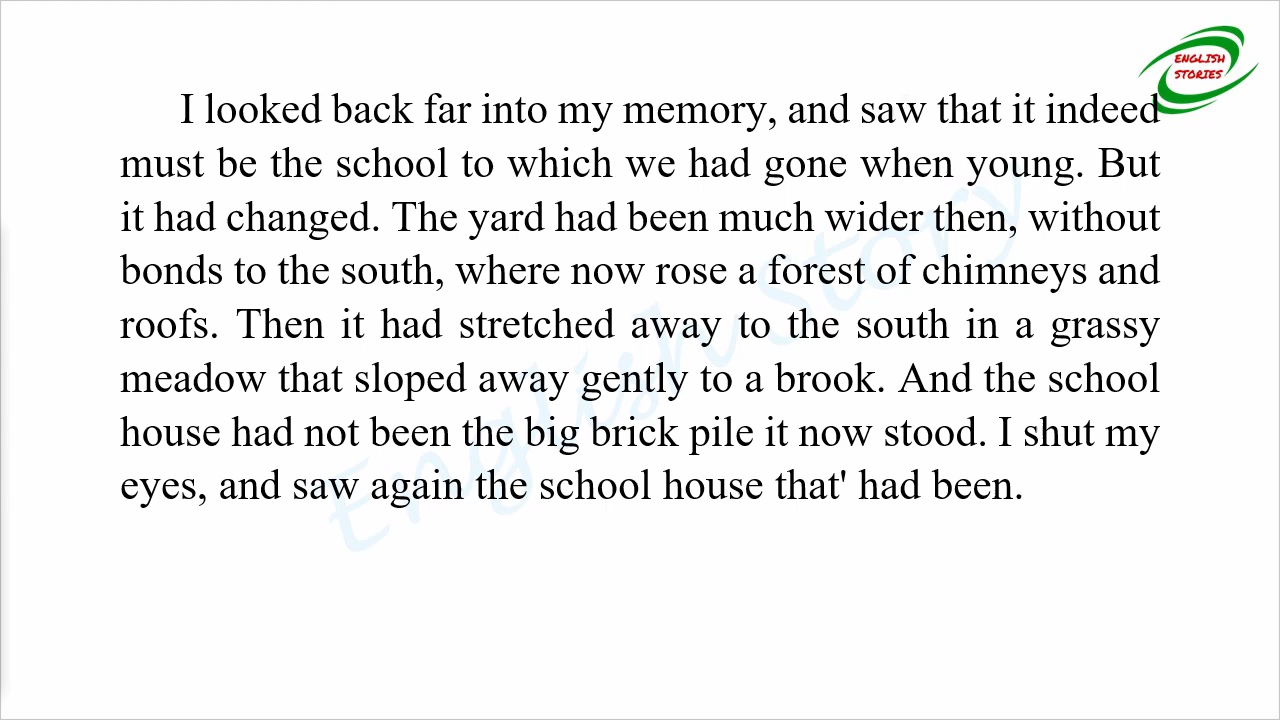 ENGLISH
STORIES
I looked back far into my memory, and saw that it indeed
must be the school to which we had gone when young. But
it had changed. The yard had been much wider then, without
bonds to the south, where now rose a forest of chimneys and
roofs. Then it had stretched away to the south in a grassy
meadow that sloped away gently to a brook. And the school
house had not been the big brick pile it now stood. I shut my
eyes, and saw again the school house that' had been.
English Story